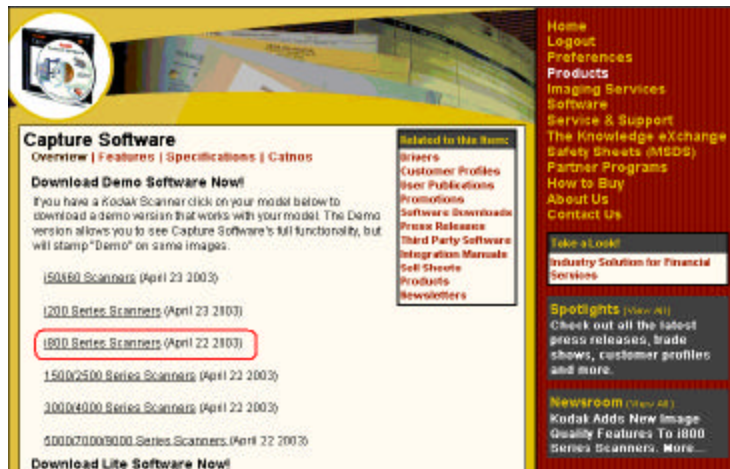 Capture Software
Overview | Features | Specifications | Catnos
Download Demo Software Now!
If you have a Kodak Scanner click on your model below to
download a demo version that works with your model. The Demo
version allows you to see Capture Software's full functionality, but
will stamp "Demo" on some images.
i50/i60 Scanners (April 23 2003)
i200 Series Scanners (April 23 2003)
i800 Series Scanners (April 22 2003)
1500/2500 Series Scanners (April 22 2003)
3000/4000 Series Scanners (April 22 2003)
5000/7000/9000 Series Scanners (April 22 2003)
Download Lite Software Now!
Related to this Item:
Drivers
Customer Profiles
User Publications
Promotions
Software Downloads
Press Releases
Third Party Software
Integration Manuals
Sell Sheets
Products
Newsletters
Home
Logout
Preferences
Products
Imaging Services
Software
Service & Support
The Knowledge eXchange
Safety Sheets (MSDS)
Partner Programs
How to Buy
About Us
Contact Us
Take a Look!
Industry Solution for Financial
Services
Spotlights (View All)
Check out all the latest
press releases, trade
shows, customer profiles
and more.
Newsroom (View All)
Kodak Adds New Image
Quality Features To i800
Series Scanners. More...